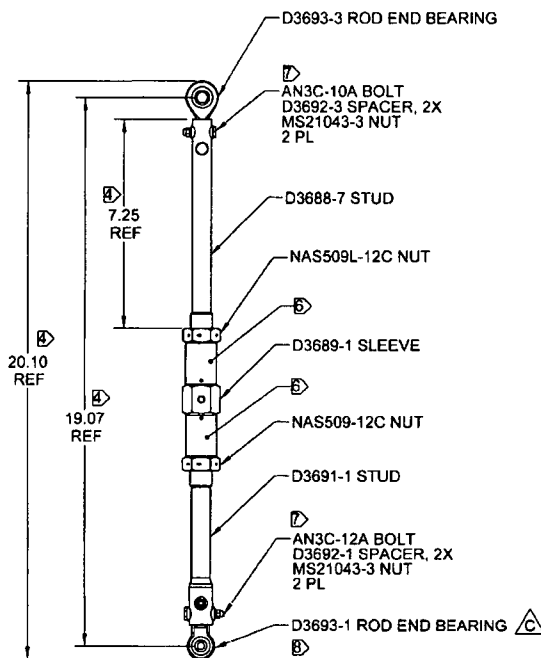 D3693-3 ROD END BEARING
7
AN3C-10A BOLT
D3692-3 SPACER, 2X
MS21043-3 NUT
2 PL
4
7.25
REF
D3688-7 STUD
NAS509L-12C NUT
6
4
20.10
REF
D3689-1 SLEEVE
4
19.07
REF
6
NAS509-12C NUT
D3691-1 STUD
7
AN3C-12A BOLT
D3692-1 SPACER, 2X
MS21043-3 NUT
2 PL
D3693-1 ROD END BEARING C
8